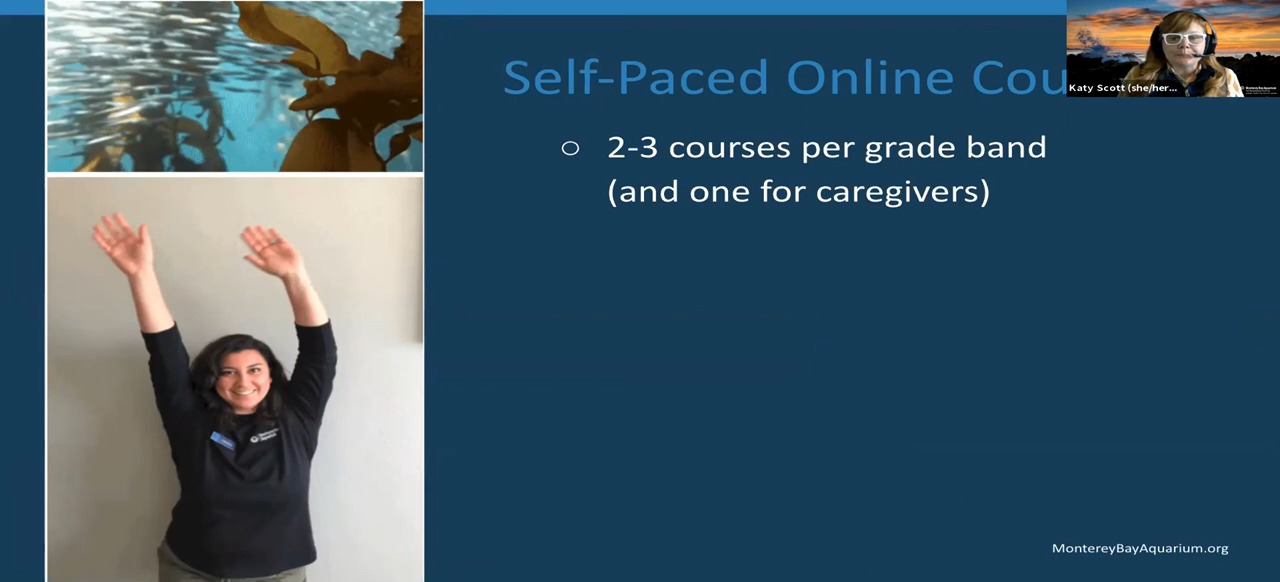 Self-Paced Online Cou
Katy Scott (she/her...
2-3 courses per grade band
(and one for caregivers)
MontereyBayAquarium.org